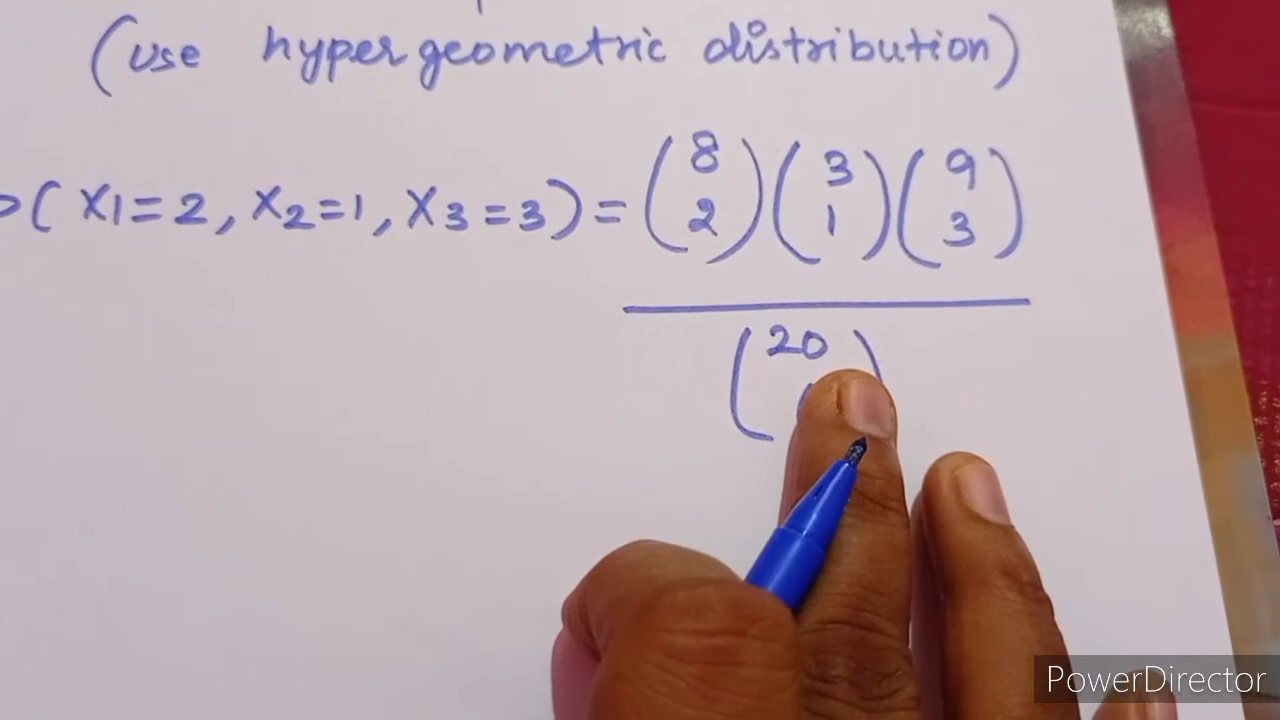 (Use hypergeometric distribution)
P(X1=2, X2=1, X3=3) = (8 2)(3 1)(9 3)
(20
PowerDirector